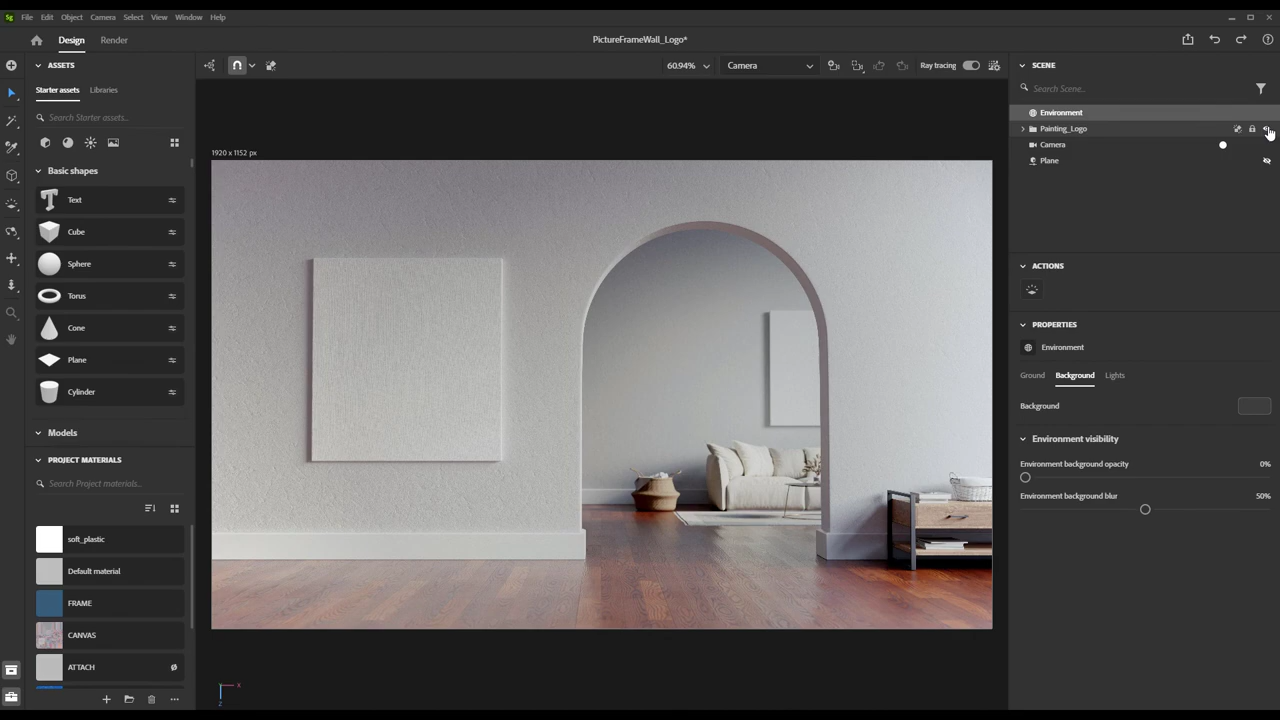 Sg File Edit Object Camera Select View Window Help
Design Render PictureFrameWall_Logo*
ASSETS
Starter assets Libraries
Search Starter assets..
Basic shapes
Text
Cube
Sphere
Torus
Cone
Plane
Cylinder
Models
PROJECT MATERIALS
Search Project materials..
soft_plastic
Default material
FRAME
CANVAS
ATTACH
60.94% Camera Ray tracing
1920 x 1152 px
X
Z
SCENE
Search Scene..
Environment
Painting_Logo
Camera
Plane
ACTIONS
PROPERTIES
Environment
Ground Background Lights
Background
Environment visibility
Environment background opacity 0%
Environment background blur 50%